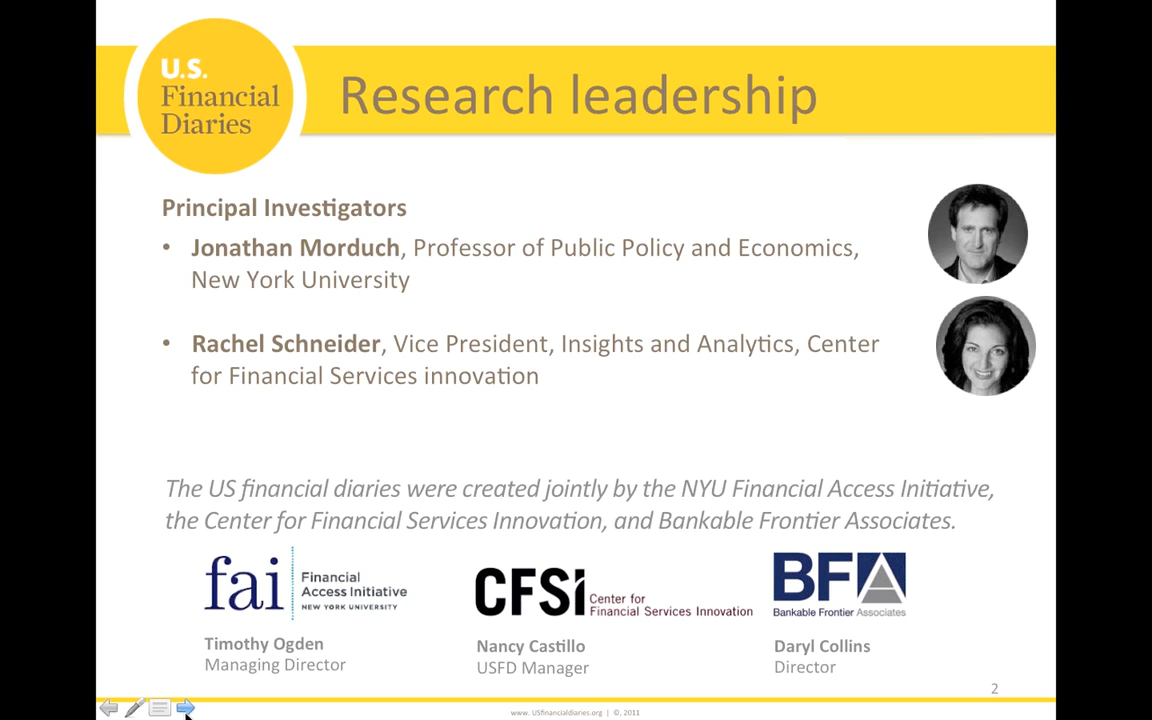 U.S.
Financial
Diaries
Research leadership
Principal Investigators
• Jonathan Morduch, Professor of Public Policy and Economics,
New York University
• Rachel Schneider, Vice President, Insights and Analytics, Center
for Financial Services innovation
The US financial diaries were created jointly by the NYU Financial Access Initiative,
the Center for Financial Services Innovation, and Bankable Frontier Associates.
fai Financial
Access Initiative
NEW YORK UNIVERSITY
CFSi Center for
Financial Services Innovation
BFA
Bankable Frontier Associates
Timothy Ogden
Managing Director
Nancy Castillo
USFD Manager
Daryl Collins
Director
2
www. USfinancialdiaries.org | ©, 2011